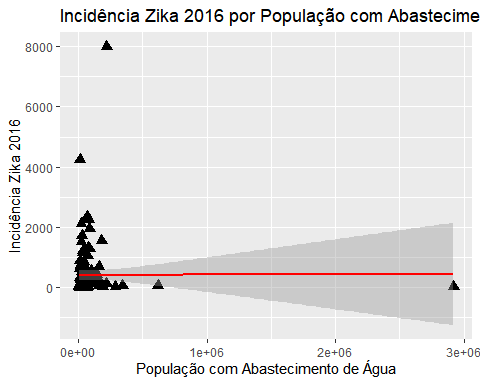 Incidência Zika 2016 por População com Abastecime
8000
6000
4000
2000
0
Incidência Zika 2016
0e+00 1e+06 2e+06 3e+06
População com Abastecimento de Água